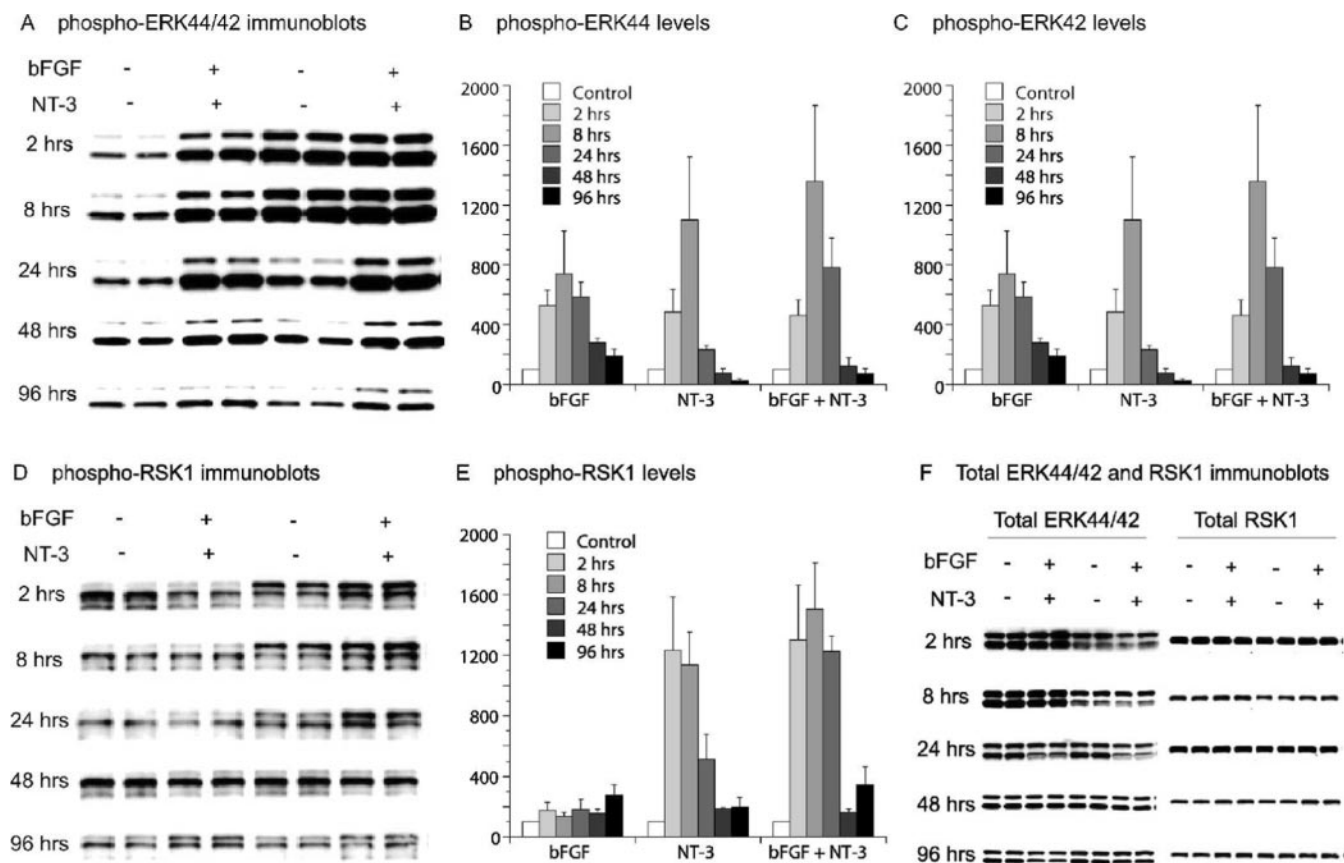 A phospho-ERK44/42 immunoblots
bFGF - + - +
NT-3 - + - +
2 hrs
8 hrs
24 hrs
48 hrs
96 hrs
B phospho-ERK44 levels
2000
1600
1200
800
400
0
Control
2 hrs
8 hrs
24 hrs
48 hrs
96 hrs
bFGF NT-3 bFGF + NT-3
C phospho-ERK42 levels
2000
1600
1200
800
400
0
Control
2 hrs
8 hrs
24 hrs
48 hrs
96 hrs
bFGF NT-3 bFGF + NT-3
D phospho-RSK1 immunoblots
bFGF - + - +
NT-3 - + - +
2 hrs
8 hrs
24 hrs
48 hrs
96 hrs
E phospho-RSK1 levels
2000
1600
1200
800
400
0
Control
2 hrs
8 hrs
24 hrs
48 hrs
96 hrs
bFGF NT-3 bFGF + NT-3
F Total ERK44/42 and RSK1 immunoblots
Total ERK44/42 Total RSK1
bFGF - + - + - + - +
NT-3 - + - + - + - +
2 hrs
8 hrs
24 hrs
48 hrs
96 hrs